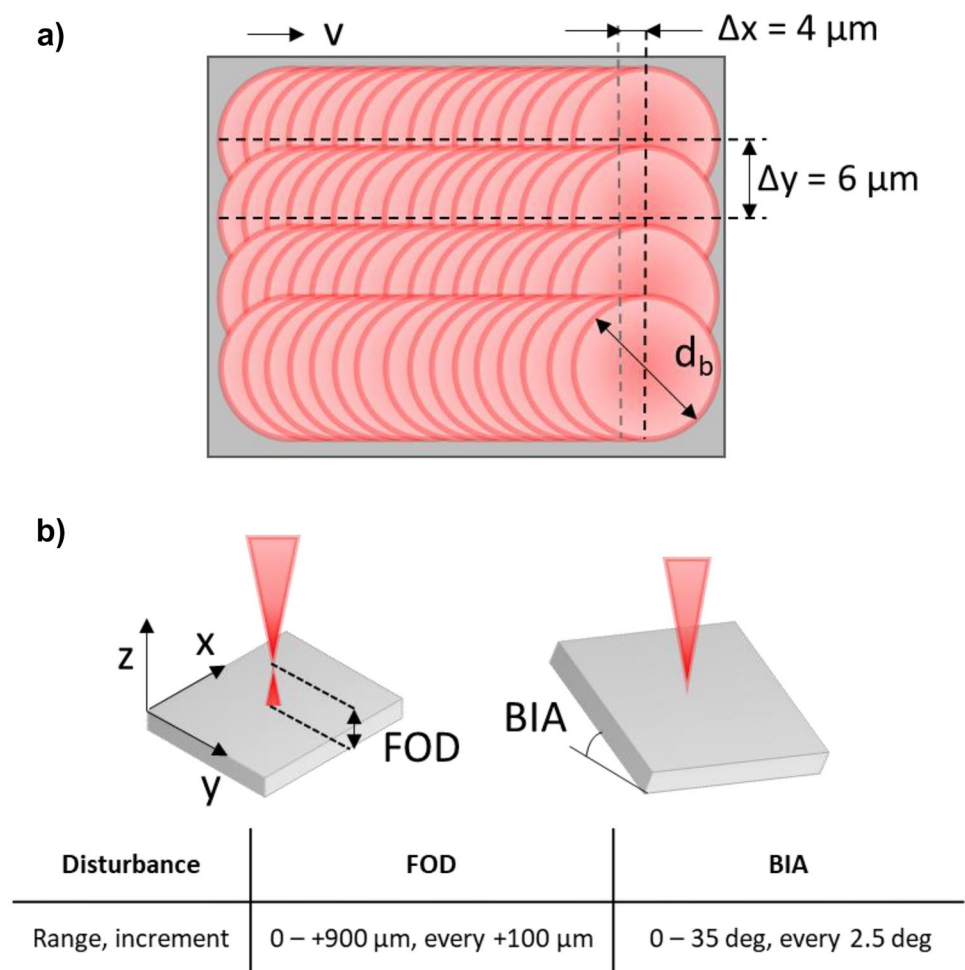 a)
v
Δx = 4 μm
Δy = 6 μm
d_b
b)
z
x
y
FOD
BIA
Disturbance FOD BIA
Range, increment 0 – +900 μm, every +100 μm 0 – 35 deg, every 2.5 deg